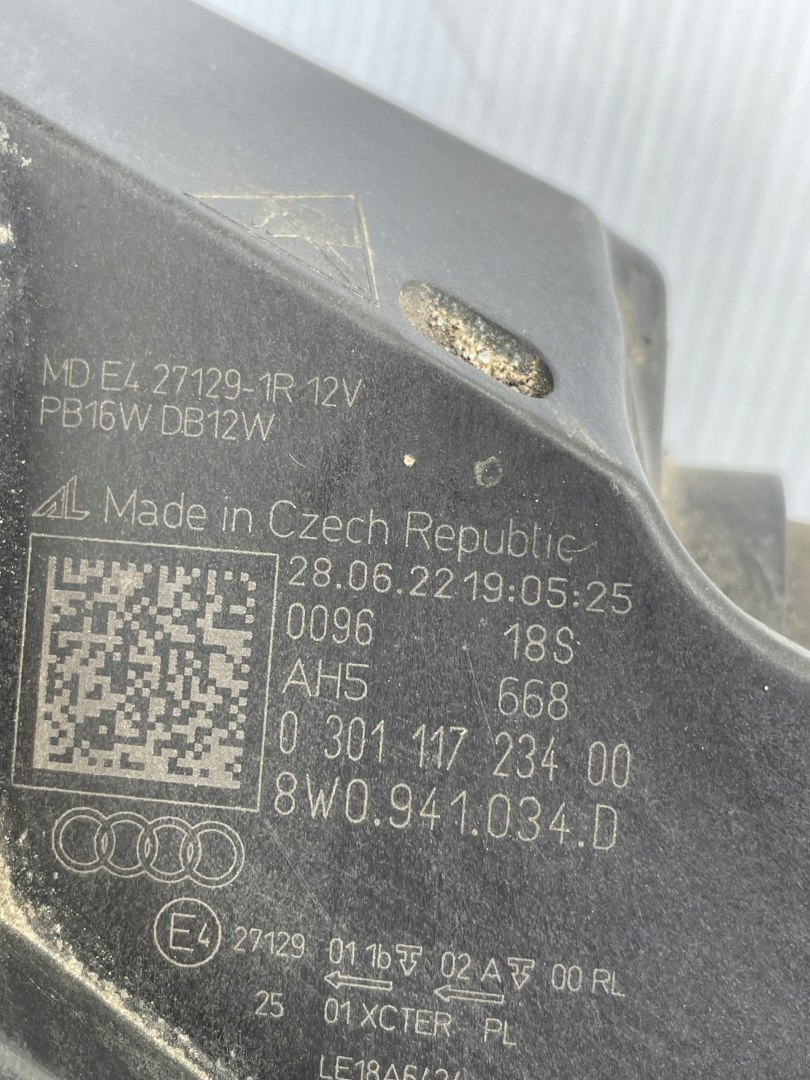 MD E4 27129-1R 12V
PB16W DB12W
AL Made in Czech Republic
28.06.22 19:05:25
0096 18S
AH5 668
0 301 117 234 00
8W0.941.034.D
E4 27129 01 1b 02 A 00 RL
25 01 XCTER PL